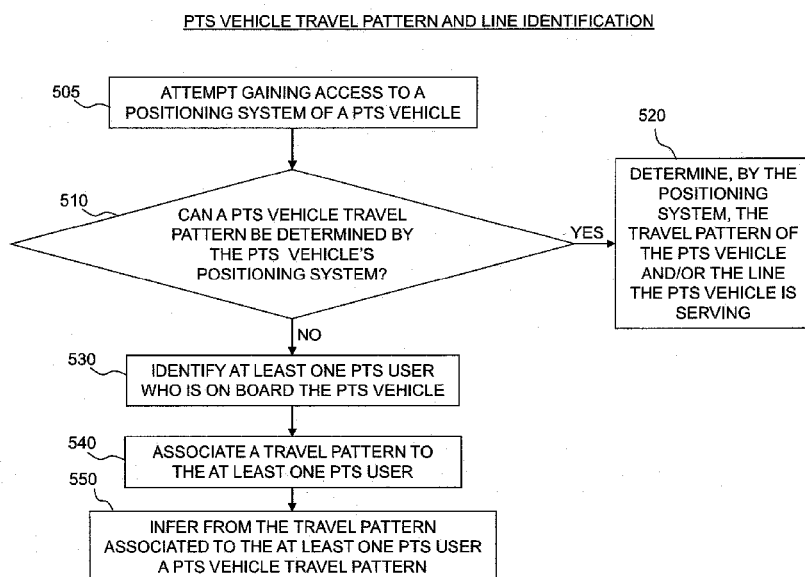 PTS VEHICLE TRAVEL PATTERN AND LINE IDENTIFICATION
505
ATTEMPT GAINING ACCESS TO A
POSITIONING SYSTEM OF A PTS VEHICLE
510
CAN A PTS VEHICLE TRAVEL
PATTERN BE DETERMINED BY
THE PTS VEHICLE'S
POSITIONING SYSTEM?
YES
520
DETERMINE, BY THE
POSITIONING
SYSTEM, THE
TRAVEL PATTERN OF
THE PTS VEHICLE
AND/OR THE LINE
THE PTS VEHICLE IS
SERVING
NO
530
IDENTIFY AT LEAST ONE PTS USER
WHO IS ON BOARD THE PTS VEHICLE
540
ASSOCIATE A TRAVEL PATTERN TO
THE AT LEAST ONE PTS USER
550
INFER FROM THE TRAVEL PATTERN
ASSOCIATED TO THE AT LEAST ONE PTS USER
A PTS VEHICLE TRAVEL PATTERN